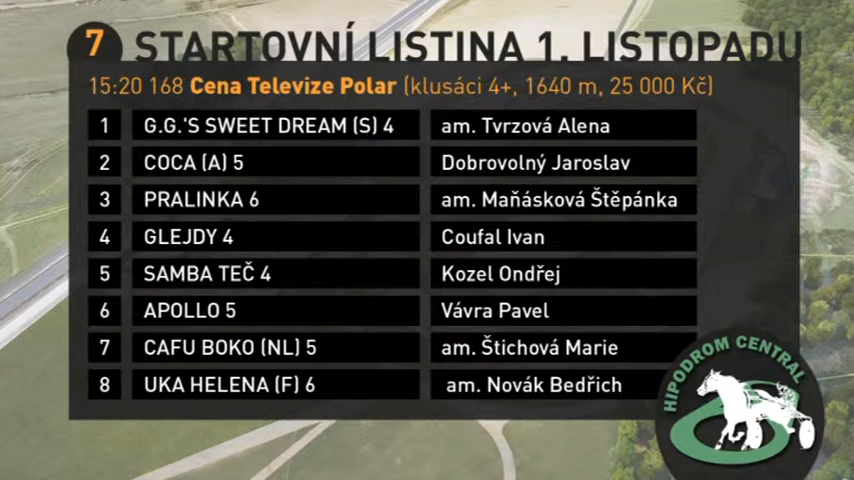 7 STARTOVNÍ LISTINA 1. LISTOPADU
15:20 168 Cena Televize Polar (klusáci 4+, 1640 m, 25 000 Kč)
1 G.G.'S SWEET DREAM (S) 4 am. Tvrzová Alena
2 COCA (A) 5 Dobrovolný Jaroslav
3 PRALINKA 6 am. Maňásková Štěpánka
4 GLEJDY 4 Coufal Ivan
5 SAMBA TEČ 4 Kozel Ondřej
6 APOLLO 5 Vávra Pavel
7 CAFU BOKO (NL) 5 am. Štichová Marie
8 UKA HELENA (F) 6 am. Novák Bedřich
HIPODROM CENTRAL